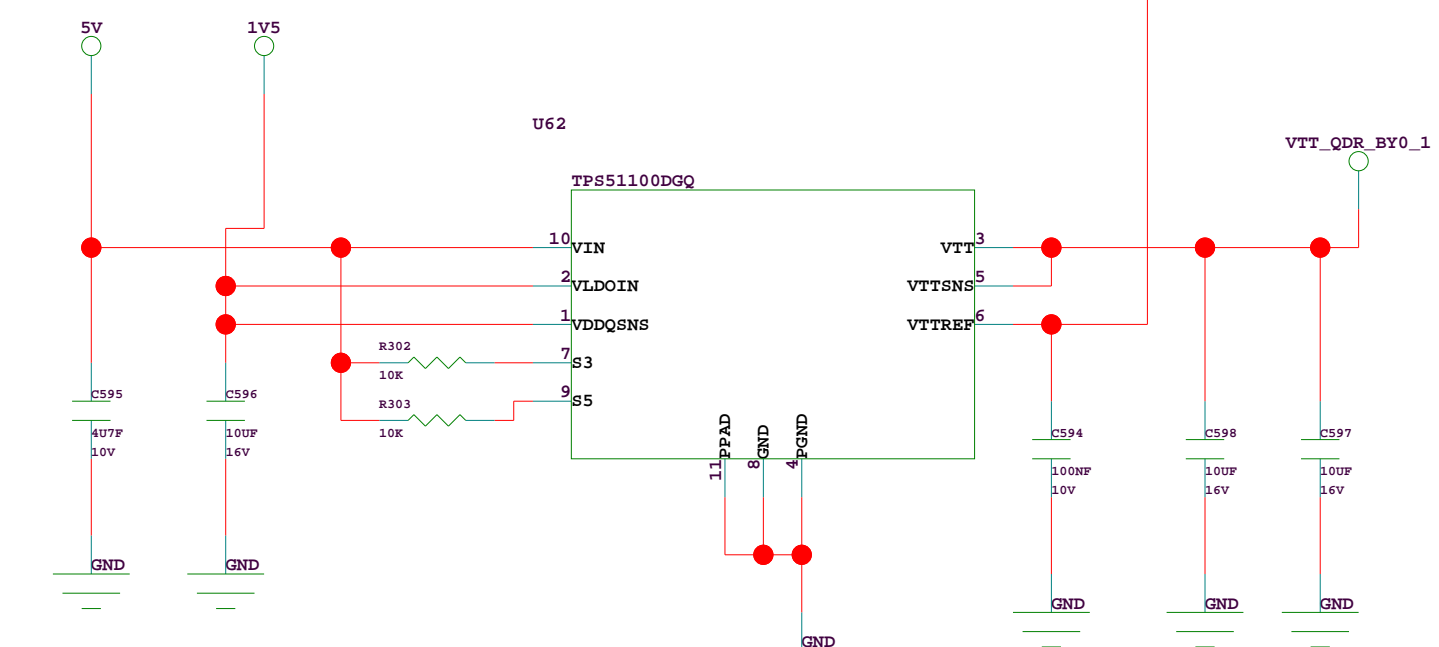 5V
1V5
U62
VTT_QDR_BY0_1
TPS51100DGQ
10 VIN
VTT 3
2 VLDOIN
VTTSNS 5
1 VDDQSNS
VTTREF 6
R302
7 S3
10K
R303
9 S5
10K
C595
4U7F
10V
C596
10UF
16V
PPAD
11
GND
8
PGND
4
C594
100NF
10V
C598
10UF
16V
C597
10UF
16V
GND
GND
GND
GND
GND
GND